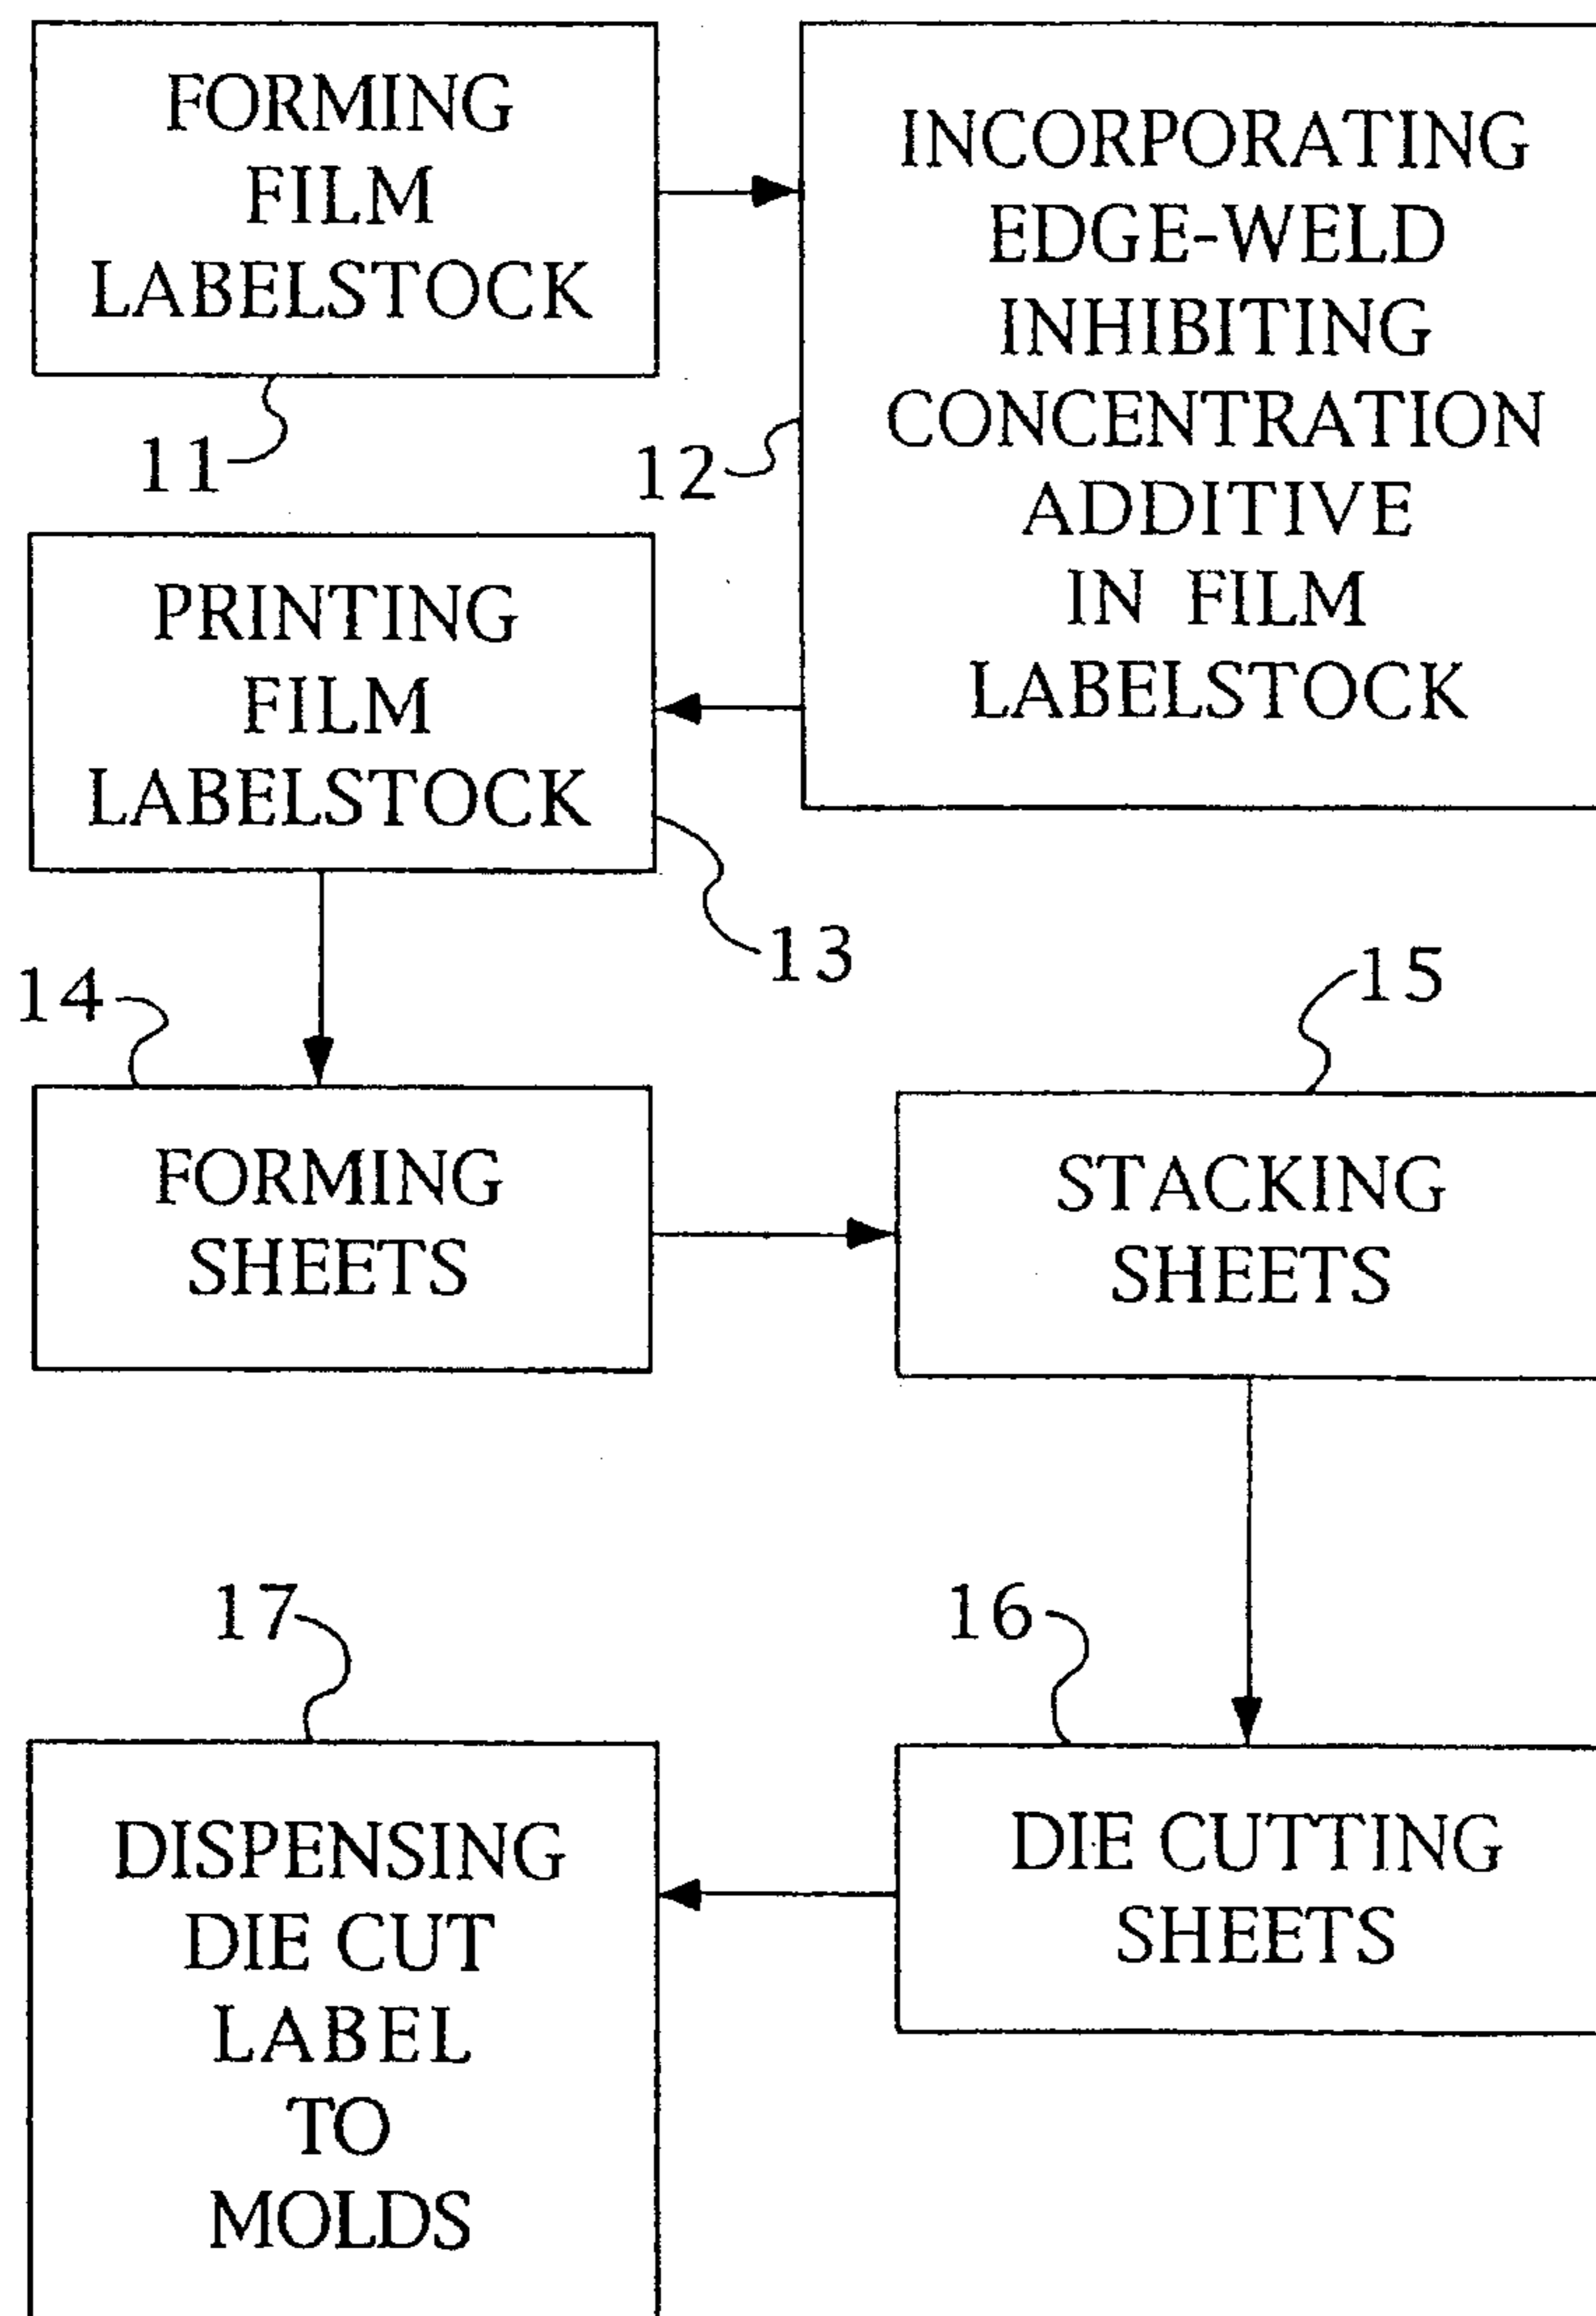 FORMING
FILM
LABELSTOCK
11
INCORPORATING
EDGE-WELD
INHIBITING
CONCENTRATION
ADDITIVE
IN FILM
LABELSTOCK
12
PRINTING
FILM
LABELSTOCK
13
14
FORMING
SHEETS
15
STACKING
SHEETS
16
DIE CUTTING
SHEETS
17
DISPENSING
DIE CUT
LABEL
TO
MOLDS